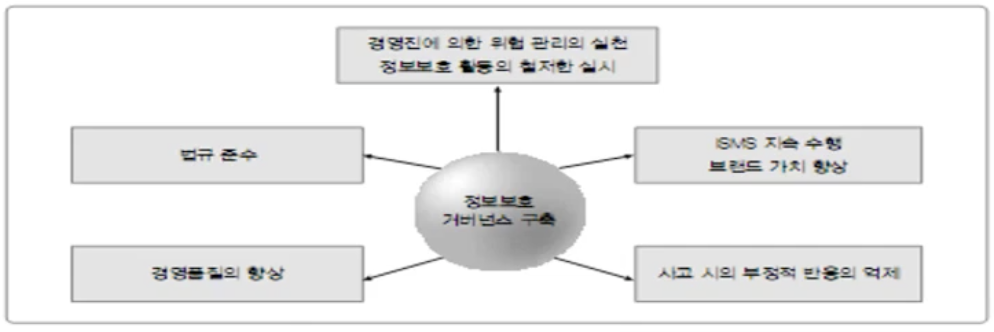 경영진에 의한 위험 관리의 실천
정보보호 활동의 철저한 실시
법규 준수
ISMS 지속 수행
브랜드 가치 향상
정보보호
거버넌스 구축
경영품질의 향상
사고 시의 부정적 반응의 억제